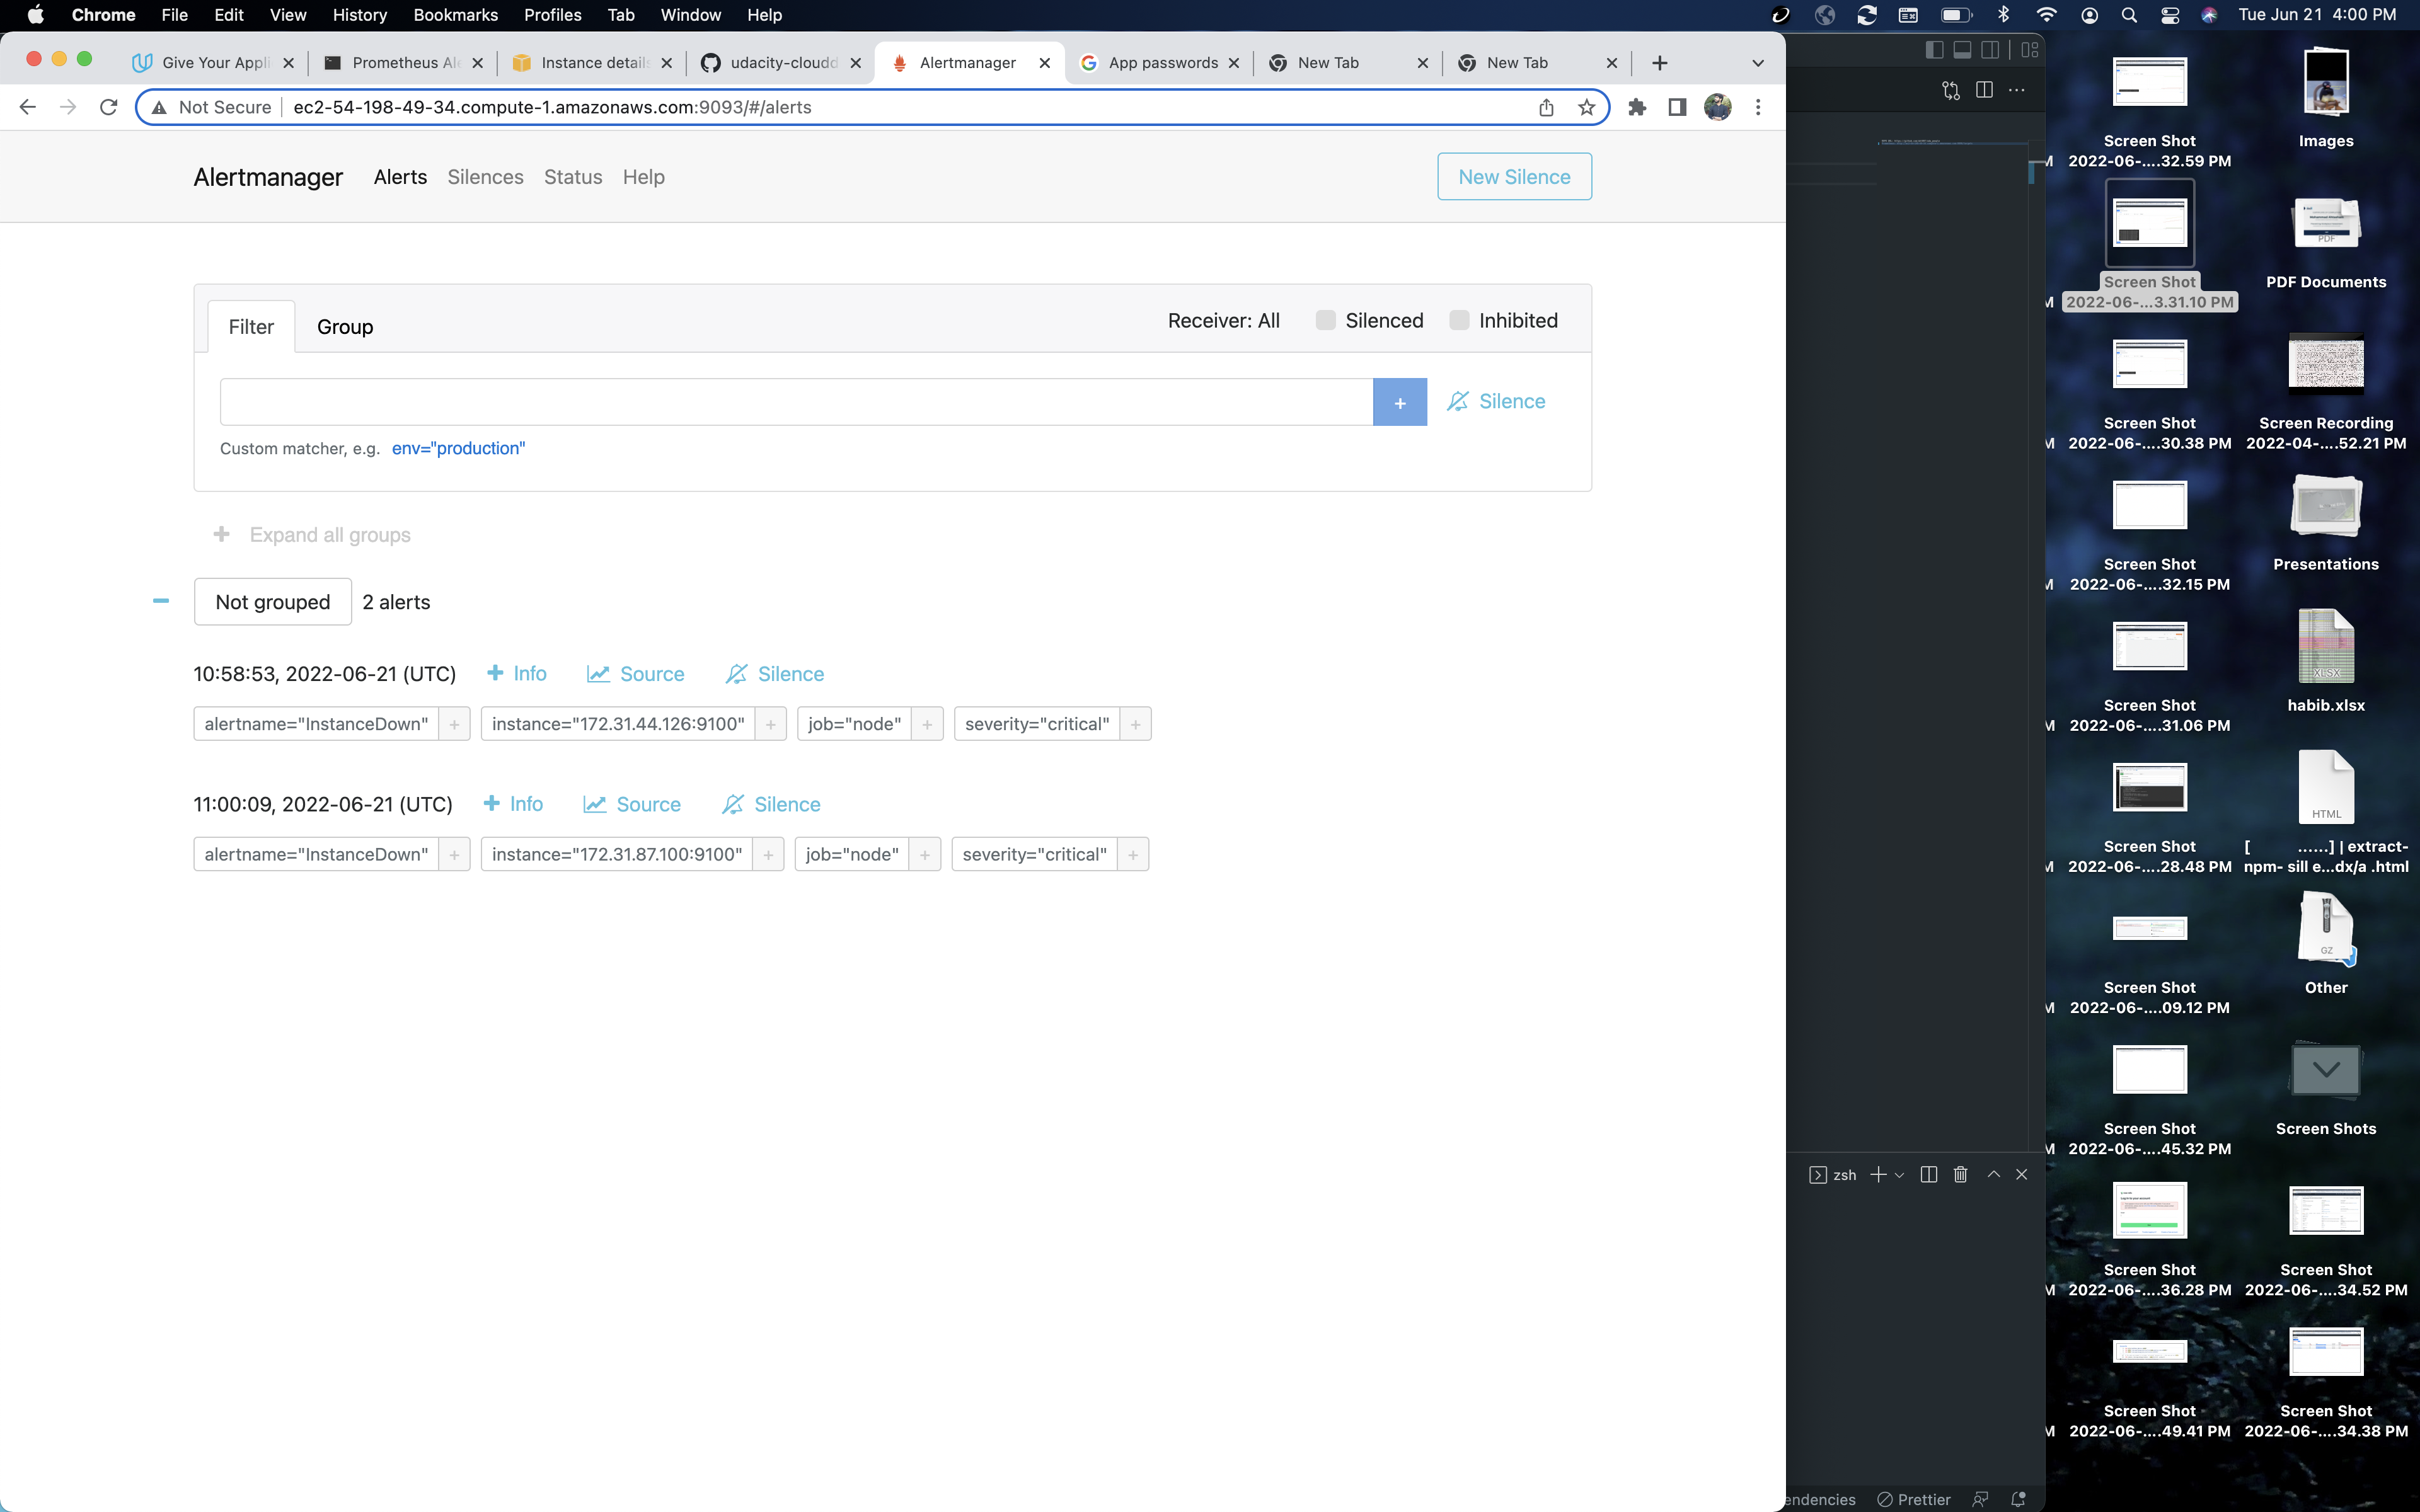 Chrome File Edit View History Bookmarks Profiles Tab Window Help Tue Jun 21 4:00 PM
Give Your Appli Prometheus Ale Instance details udacity-cloudd Alertmanager App passwords New Tab New Tab
Not Secure ec2-54-198-49-34.compute-1.amazonaws.com:9093/#/alerts
Alertmanager Alerts Silences Status Help New Silence
Filter Group Receiver: All Silenced Inhibited
+ Silence
Custom matcher, e.g. env="production"
+ Expand all groups
Not grouped 2 alerts
10:58:53, 2022-06-21 (UTC) + Info Source Silence
alertname="InstanceDown" + instance="172.31.44.126:9100" + job="node" + severity="critical" +
11:00:09, 2022-06-21 (UTC) + Info Source Silence
alertname="InstanceDown" + instance="172.31.87.100:9100" + job="node" + severity="critical" +
zsh
endencies Prettier
Screen Shot
2022-06-....32.59 PM
Images
Screen Shot
2022-06-...3.31.10 PM
PDF
PDF Documents
Screen Shot
2022-06-....30.38 PM
Screen Recording
2022-04-....52.21 PM
Screen Shot
2022-06-....32.15 PM
Presentations
Screen Shot
2022-06-....31.06 PM
XLSX
habib.xlsx
Screen Shot
2022-06-....28.48 PM
HTML
[ ......] | extract-
npm- sill e...dx/a .html
Screen Shot
2022-06-....09.12 PM
GZ
Other
Screen Shot
2022-06-....45.32 PM
Screen Shots
Screen Shot
2022-06-....36.28 PM
Screen Shot
2022-06-....34.52 PM
Screen Shot
2022-06-....49.41 PM
Screen Shot
2022-06-....34.38 PM